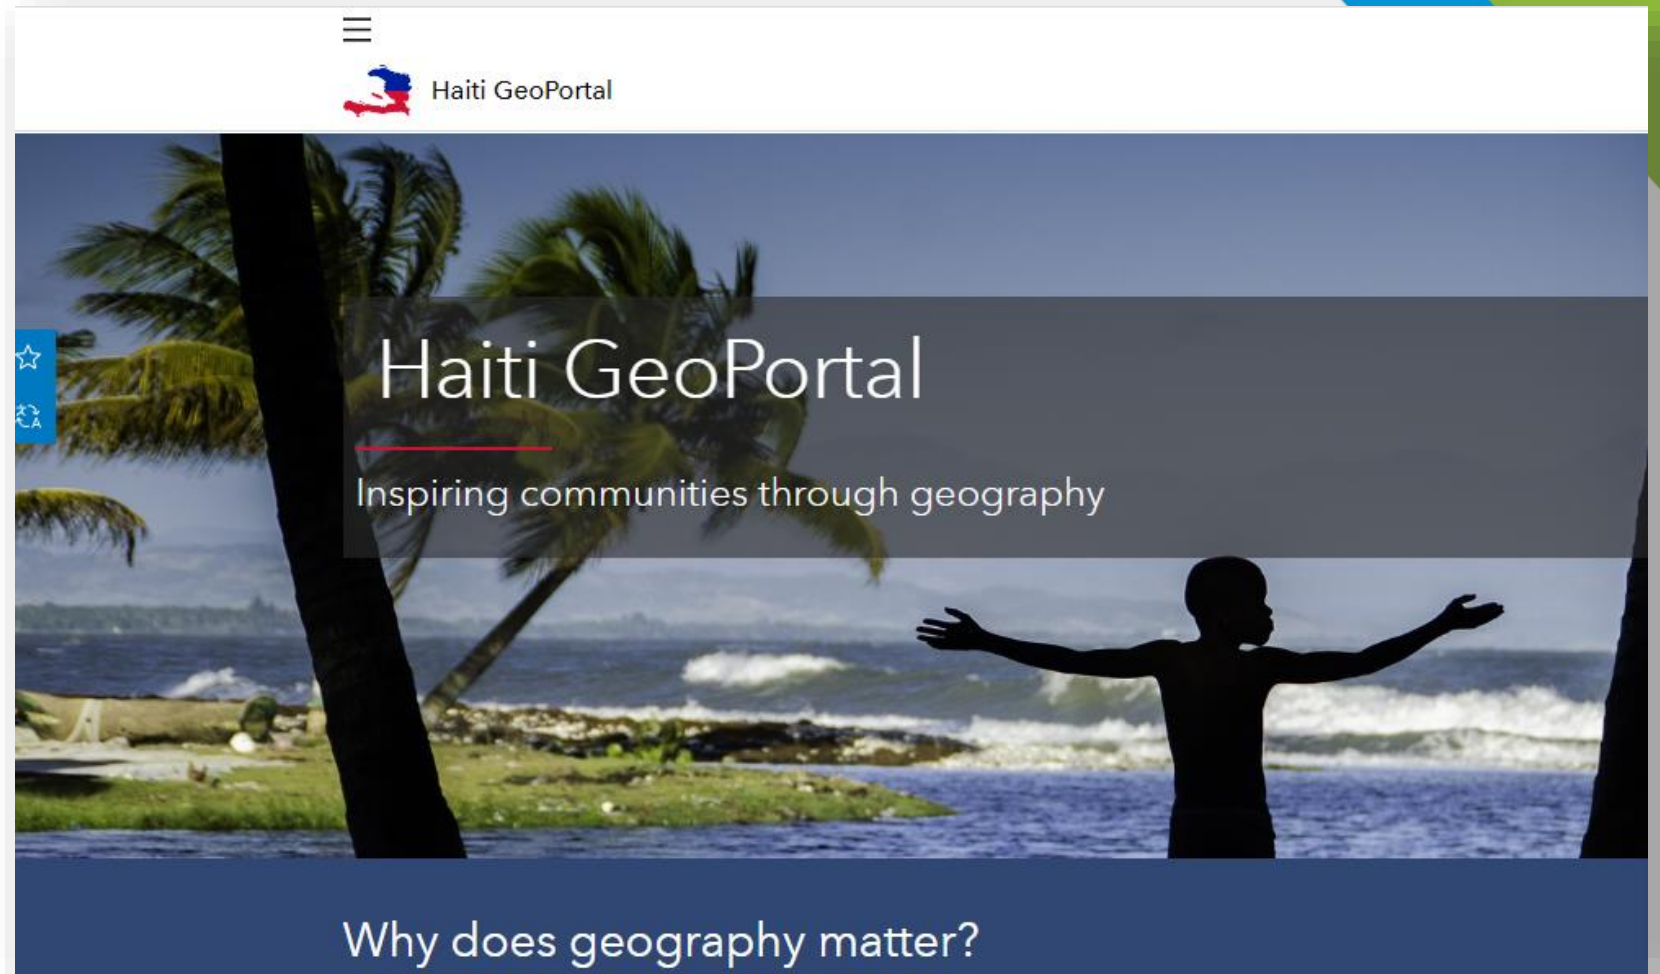 Haiti GeoPortal
Haiti GeoPortal
Inspiring communities through geography
Why does geography matter?